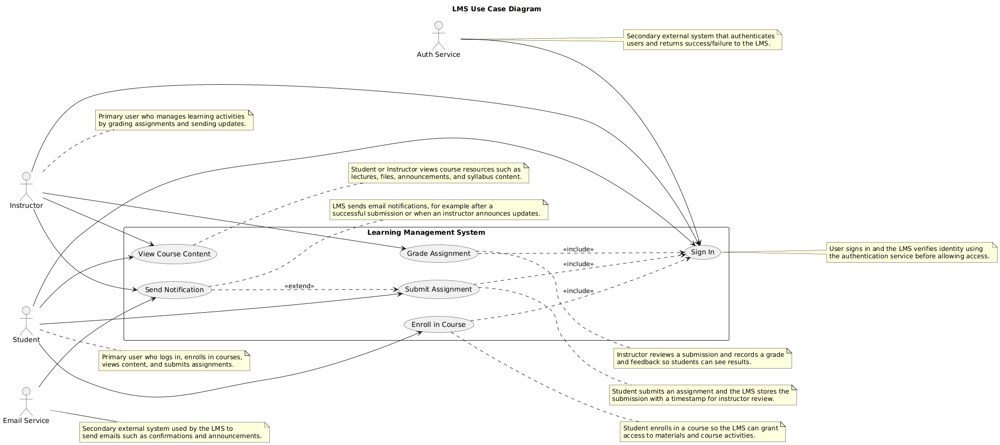 LMS Use Case Diagram
Auth Service
Secondary external system that authenticates
users and returns success/failure to the LMS.
Primary user who manages learning activities
by grading assignments and sending updates.
Instructor
Student or Instructor views course resources such as
lectures, files, announcements, and syllabus content.
LMS sends email notifications, for example after a
successful submission or when an instructor announces updates.
Learning Management System
View Course Content
Grade Assignment
«include»
Sign In
User signs in and the LMS verifies identity using
the authentication service before allowing access.
«include»
Send Notification
«extend»
Submit Assignment
«include»
Enroll in Course
Student
Primary user who logs in, enrolls in courses,
views content, and submits assignments.
Instructor reviews a submission and records a grade
and feedback so students can see results.
Student submits an assignment and the LMS stores the
submission with a timestamp for instructor review.
Email Service
Secondary external system used by the LMS to
send emails such as confirmations and announcements.
Student enrolls in a course so the LMS can grant
access to materials and course activities.